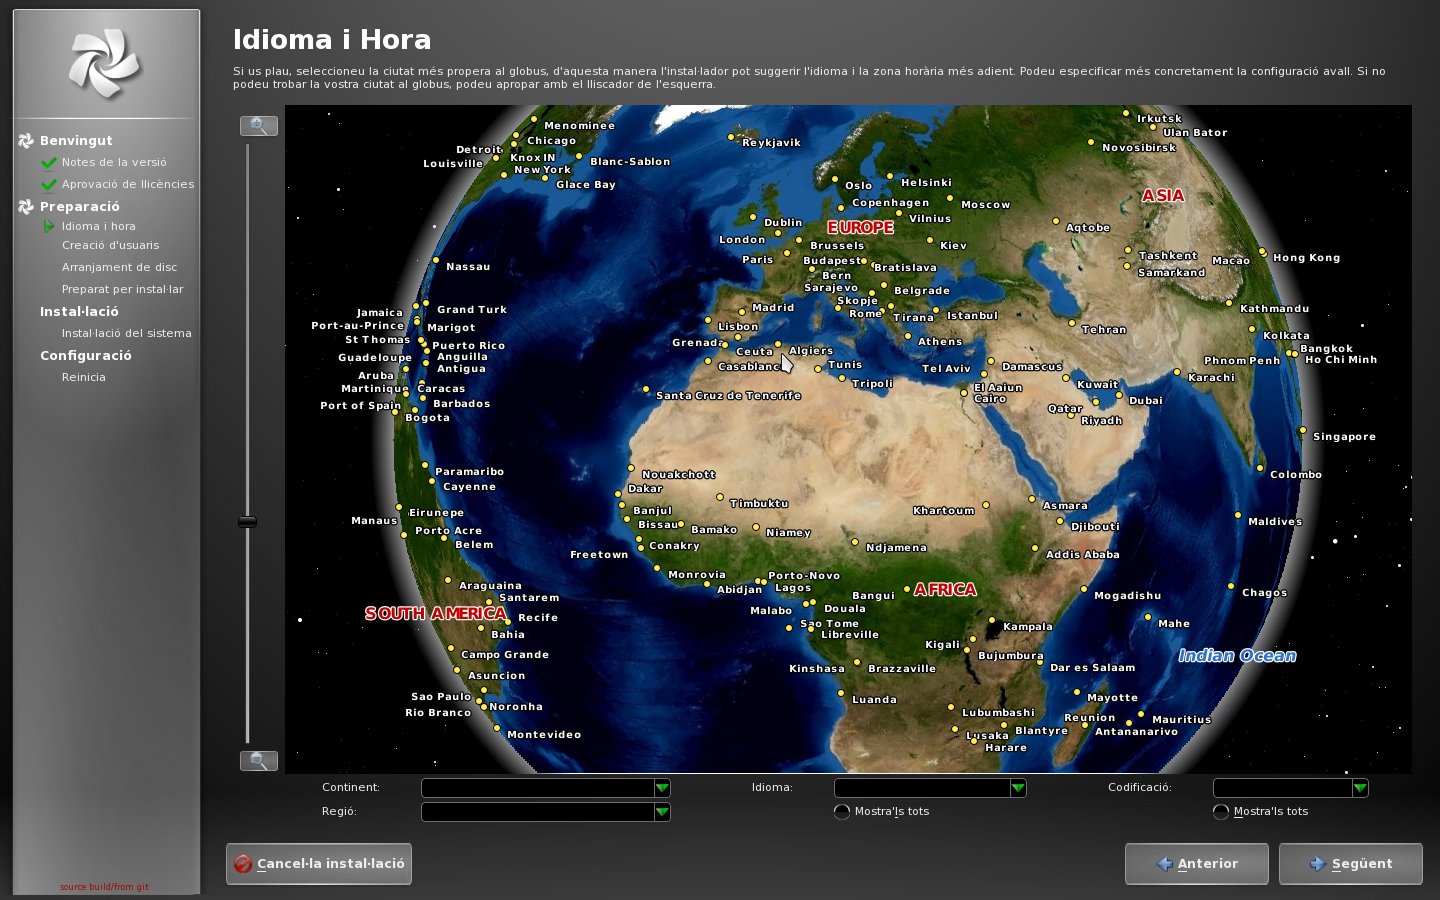 Idioma i Hora
Si us plau, seleccioneu la ciutat més propera al globus, d'aquesta manera l'instal·lador pot suggerir l'idioma i la zona horària més adient. Podeu especificar més concretament la configuració avall. Si no
podeu trobar la vostra ciutat al globus, podeu apropar amb el lliscador de l'esquerra.
Benvingut
Notes de la versió
Aprovació de llicències
Preparació
Idioma i hora
Creació d'usuaris
Arranjament de disc
Preparat per instal·lar
Instal·lació
Instal·lació del sistema
Configuració
Reinicia
source build/from git
Menominee
Chicago
Detroit
Knox IN
Louisville
New York
Blanc-Sablon
Glace Bay
Reykjavik
Irkutsk
Ulan Bator
Novosibirsk
Oslo
Helsinki
Copenhagen
Moscow
Vilnius
ASIA
Dublin
EUROPE
Aqtobe
London
Brussels
Kiev
Paris
Budapest
Bratislava
Bern
Tashkent
Samarkand
Macao
Hong Kong
Nassau
Sarajevo
Belgrade
Skopje
Madrid
Rome
Tirana
Istanbul
Kathmandu
Grand Turk
Jamaica
Port-au-Prince
Marigot
Lisbon
Tehran
Kolkata
St Thomas
Puerto Rico
Grenada
Ceuta
Algiers
Athens
Bangkok
Guadeloupe
Anguilla
Antigua
Casablanc
Tunis
Tel Aviv
Damascus
Phnom Penh
Ho Chi Minh
Aruba
Tripoli
Kuwait
Karachi
Martinique
Caracas
Santa Cruz de Tenerife
El Aaiun
Cairo
Dubai
Port of Spain
Barbados
Bogota
Qatar
Riyadh
Singapore
Paramaribo
Cayenne
Nouakchott
Dakar
Timbuktu
Colombo
Manaus
Eirunepe
Banjul
Bissau
Bamako
Niamey
Khartoum
Asmara
Djibouti
Maldives
Porto Acre
Belem
Freetown
Conakry
Ndjamena
Addis Ababa
Araguaina
Santarem
Monrovia
Abidjan
Porto-Novo
Lagos
Bangui
AFRICA
Mogadishu
Chagos
SOUTH AMERICA
Recife
Malabo
Douala
Bahia
Sao Tome
Libreville
Kampala
Mahe
Campo Grande
Kigali
Bujumbura
Indian Ocean
Asuncion
Kinshasa
Brazzaville
Dar es Salaam
Sao Paulo
Noronha
Rio Branco
Luanda
Lubumbashi
Mayotte
Reunion
Mauritius
Montevideo
Lusaka
Blantyre
Antananarivo
Harare
Continent:
Idioma:
Codificació:
Regió:
Mostra'ls tots
Mostra'ls tots
Cancel·la instal·lació
Anterior
Següent